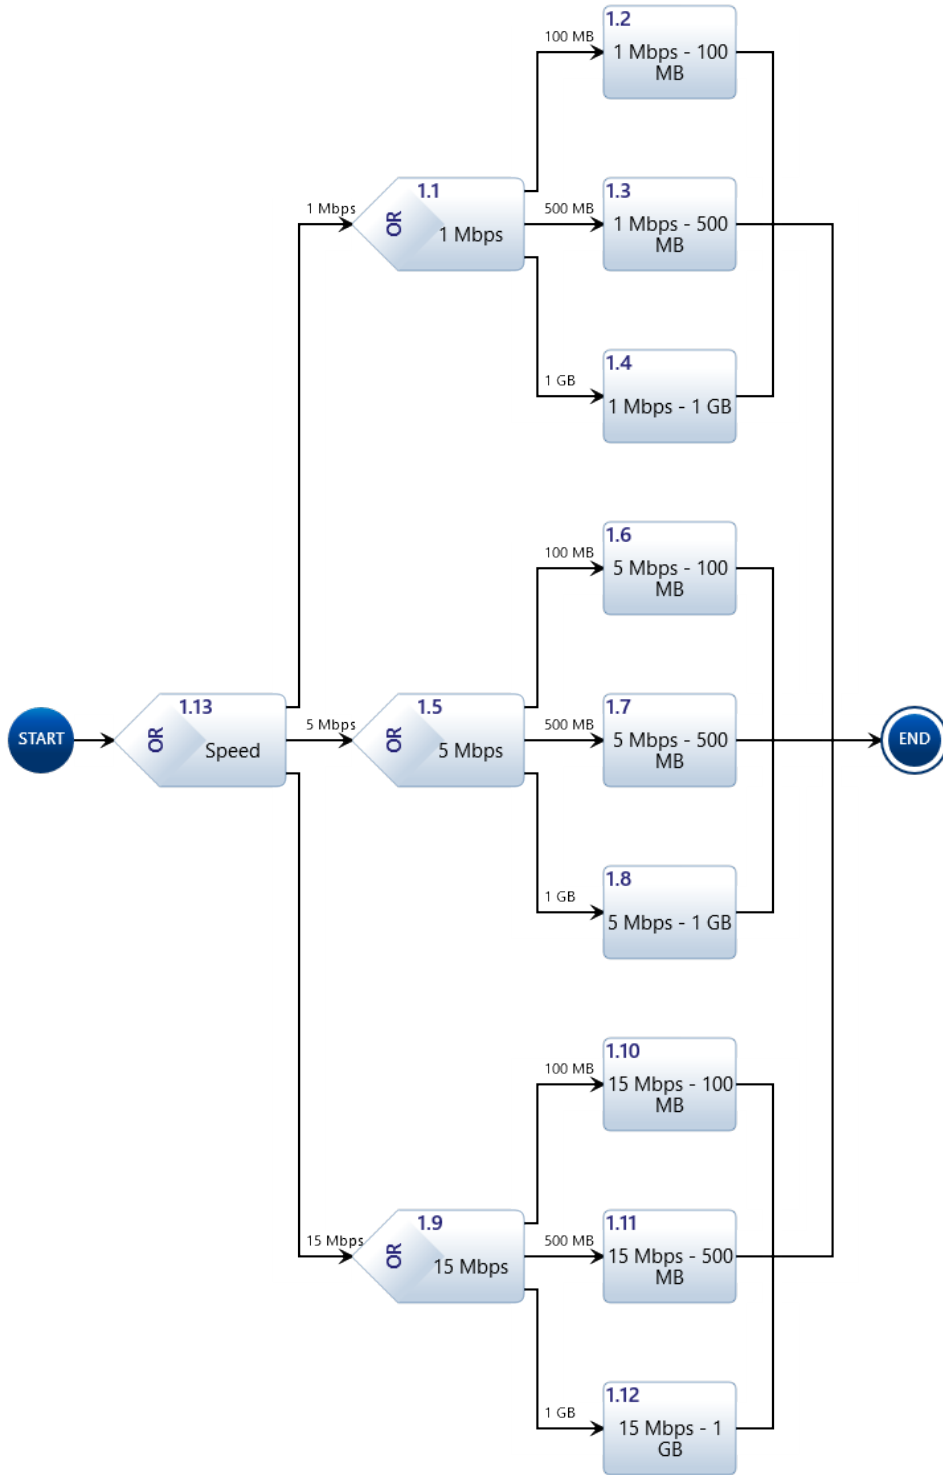 1.2
100 MB
1 Mbps - 100
MB
1.1
1 Mbps
OR
1 Mbps
500 MB
1.3
1 Mbps - 500
MB
1 GB
1.4
1 Mbps - 1 GB
100 MB
1.6
5 Mbps - 100
MB
START
1.13
OR
Speed
5 Mbps
1.5
OR
5 Mbps
500 MB
1.7
5 Mbps - 500
MB
END
1 GB
1.8
5 Mbps - 1 GB
100 MB
1.10
15 Mbps - 100
MB
15 Mbps
1.9
OR
15 Mbps
500 MB
1.11
15 Mbps - 500
MB
1 GB
1.12
15 Mbps - 1
GB